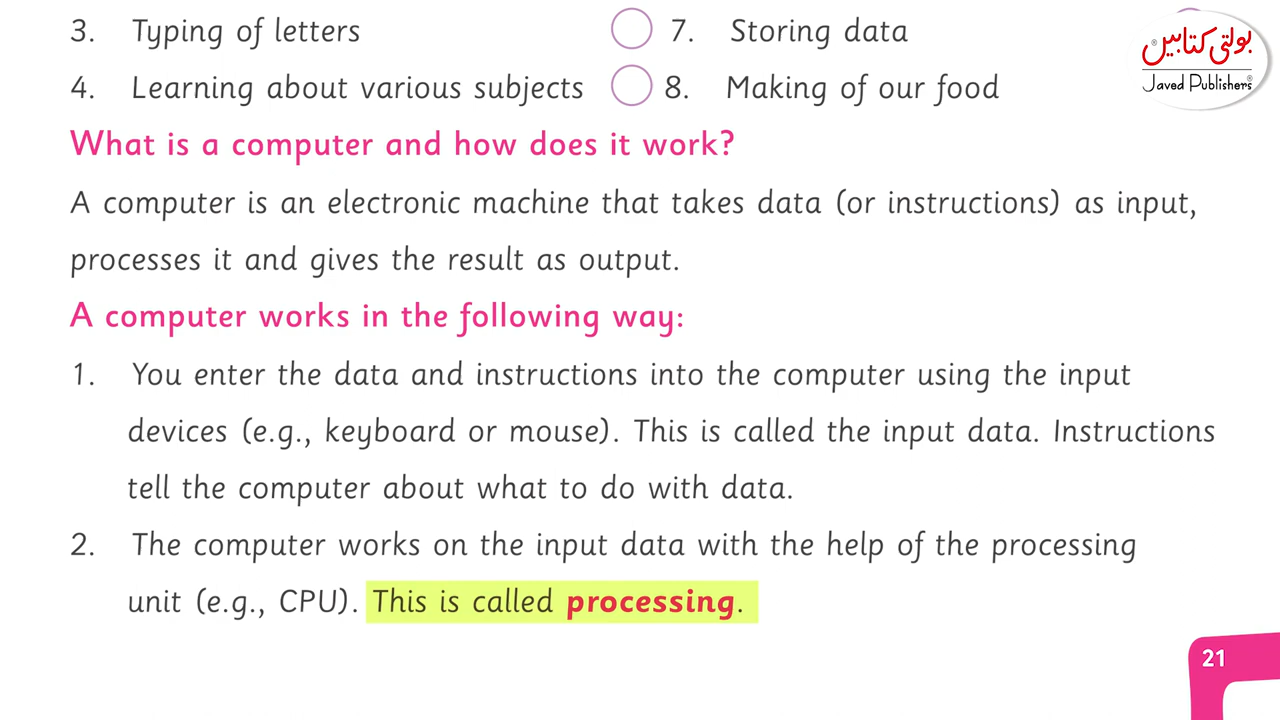 3. Typing of letters
7. Storing data
بولتی کتابیں®
Javed Publishers®
4. Learning about various subjects
8. Making of our food
What is a computer and how does it work?
A computer is an electronic machine that takes data (or instructions) as input,
processes it and gives the result as output.
A computer works in the following way:
1. You enter the data and instructions into the computer using the input
devices (e.g., keyboard or mouse). This is called the input data. Instructions
tell the computer about what to do with data.
2. The computer works on the input data with the help of the processing
unit (e.g., CPU). This is called processing.
21